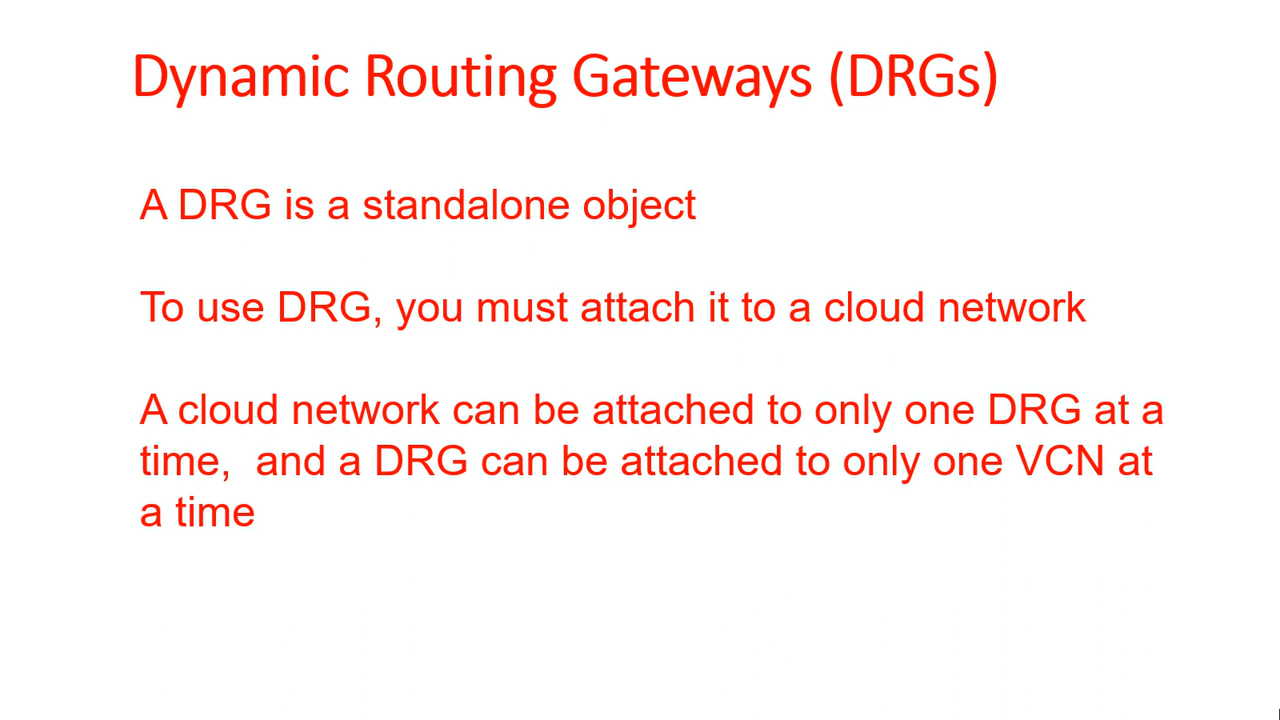 Dynamic Routing Gateways (DRGs)
A DRG is a standalone object
To use DRG, you must attach it to a cloud network
A cloud network can be attached to only one DRG at a
time,  and a DRG can be attached to only one VCN at
a time